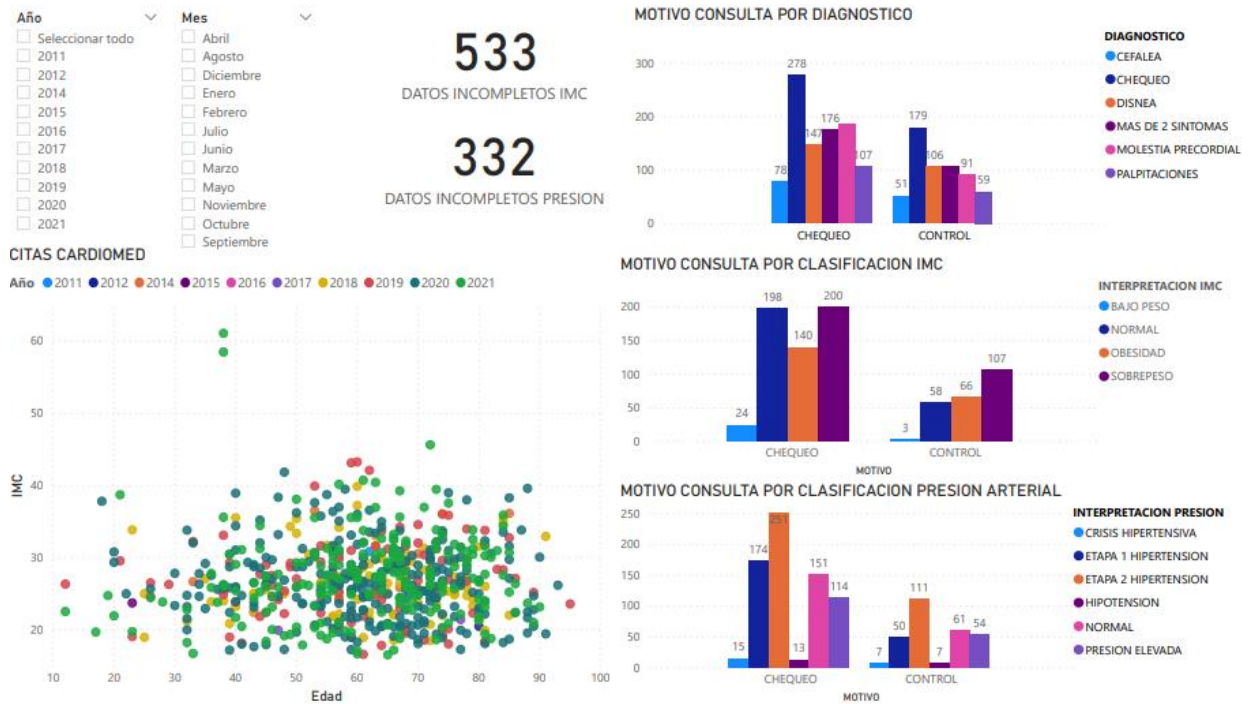 Año
Seleccionar todo
2011
2012
2014
2015
2016
2017
2018
2019
2020
2021
Mes
Abril
Agosto
Diciembre
Enero
Febrero
Julio
Junio
Marzo
Mayo
Noviembre
Octubre
Septiembre
533
DATOS INCOMPLETOS IMC
332
DATOS INCOMPLETOS PRESION
CITAS CARDIOMED
Año 2011 2012 2014 2015 2016 2017 2018 2019 2020 2021
IMC
60
50
40
30
20
10 20 30 40 50 60 70 80 90 100
Edad
MOTIVO CONSULTA POR DIAGNOSTICO
300
200
100
0
78 278 147 176 107
51 179 106 91 59
CHEQUEO CONTROL
DIAGNOSTICO
CEFALEA
CHEQUEO
DISNEA
MAS DE 2 SINTOMAS
MOLESTIA PRECORDIAL
PALPITACIONES
MOTIVO CONSULTA POR CLASIFICACION IMC
200
150
100
50
0
24 198 140 200
3 58 66 107
CHEQUEO CONTROL
MOTIVO
INTERPRETACION IMC
BAJO PESO
NORMAL
OBESIDAD
SOBREPESO
MOTIVO CONSULTA POR CLASIFICACION PRESION ARTERIAL
250
200
150
100
50
0
15 174 251 13 151 114
7 50 111 7 61 54
CHEQUEO CONTROL
MOTIVO
INTERPRETACION PRESION
CRISIS HIPERTENSIVA
ETAPA 1 HIPERTENSION
ETAPA 2 HIPERTENSION
HIPOTENSION
NORMAL
PRESION ELEVADA